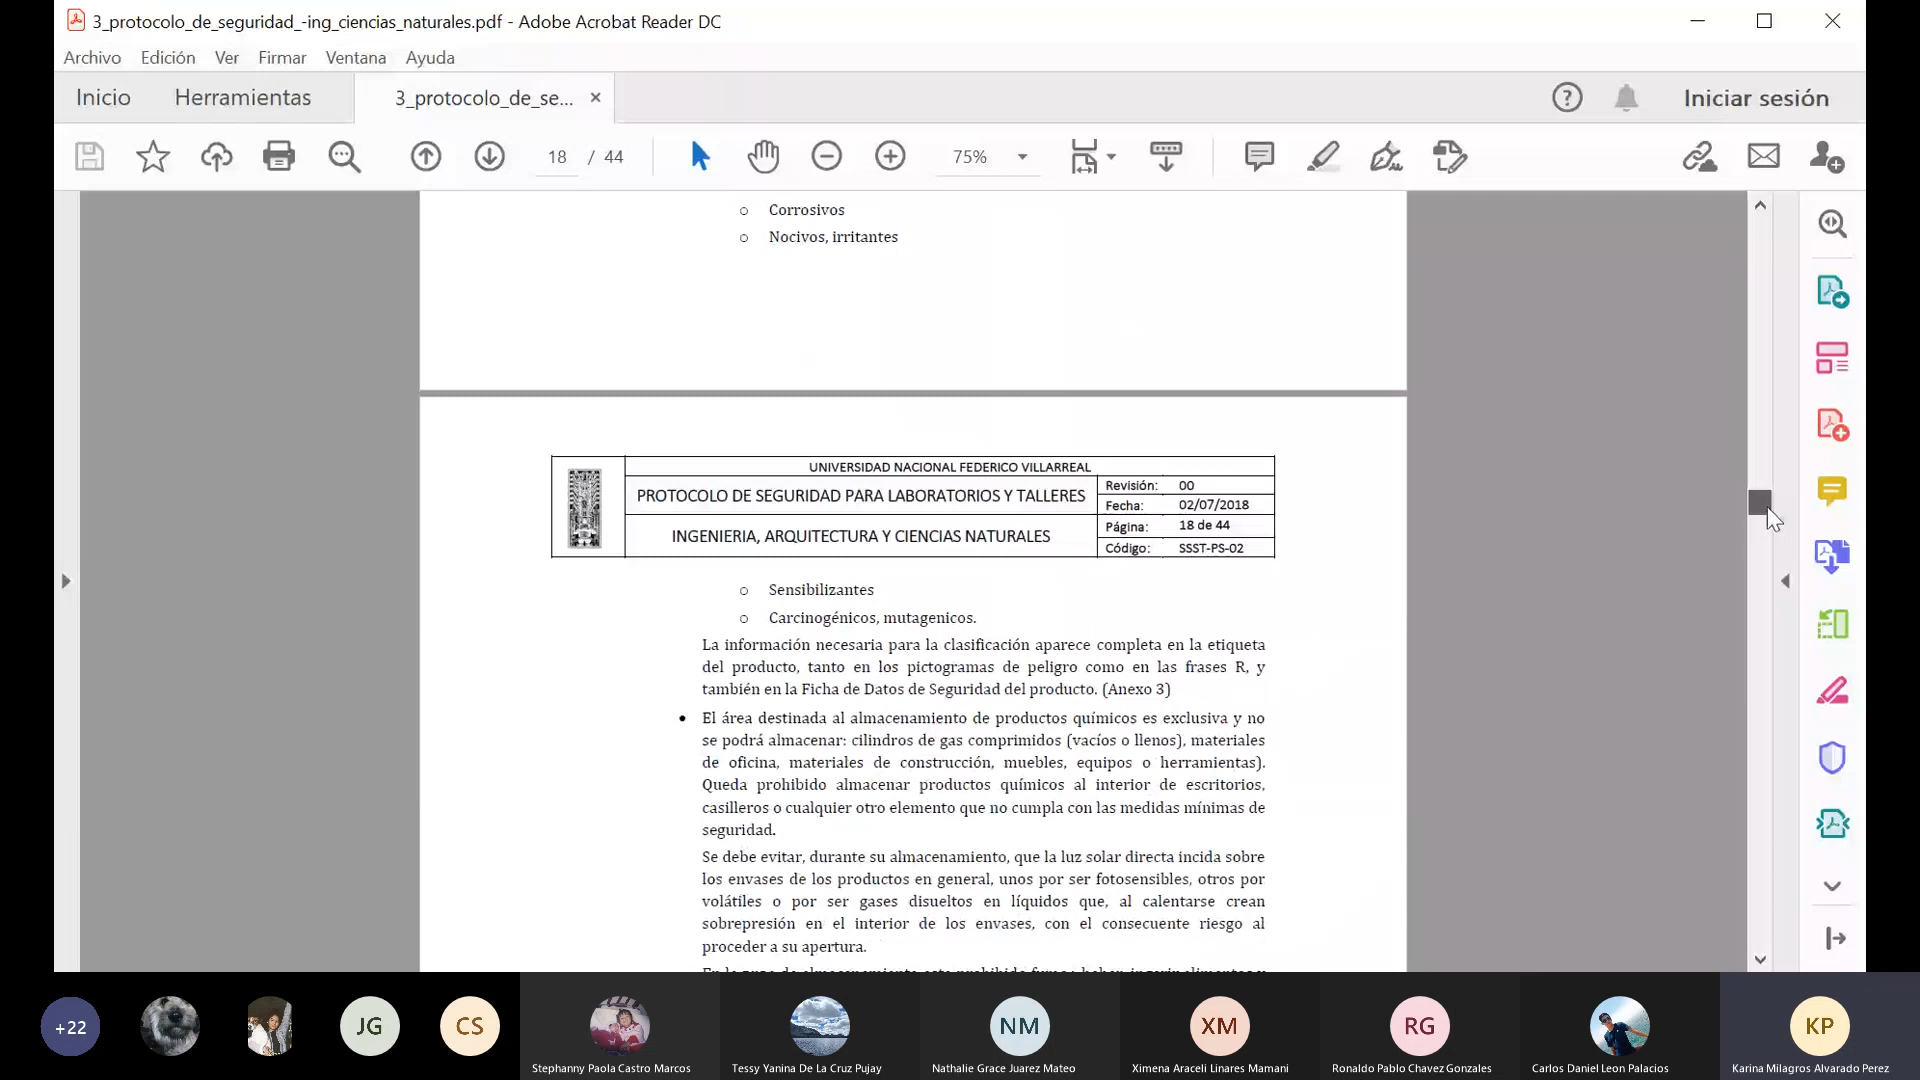 3_protocolo_de_seguridad_-ing_ciencias_naturales.pdf - Adobe Acrobat Reader DC
Archivo Edición Ver Firmar Ventana Ayuda
Inicio Herramientas 3_protocolo_de_se... × Iniciar sesión
18 / 44 75%
o Corrosivos
o Nocivos, irritantes
UNIVERSIDAD NACIONAL FEDERICO VILLARREAL
PROTOCOLO DE SEGURIDAD PARA LABORATORIOS Y TALLERES
Revisión: 00
Fecha: 02/07/2018
INGENIERIA, ARQUITECTURA Y CIENCIAS NATURALES
Página: 18 de 44
Código: SSST-PS-02
o Sensibilizantes
o Carcinogénicos, mutagenicos.
La información necesaria para la clasificación aparece completa en la etiqueta
del producto, tanto en los pictogramas de peligro como en las frases R, y
también en la Ficha de Datos de Seguridad del producto. (Anexo 3)
• El área destinada al almacenamiento de productos químicos es exclusiva y no
se podrá almacenar: cilindros de gas comprimidos (vacíos o llenos), materiales
de oficina, materiales de construcción, muebles, equipos o herramientas).
Queda prohibido almacenar productos químicos al interior de escritorios,
casilleros o cualquier otro elemento que no cumpla con las medidas mínimas de
seguridad.
Se debe evitar, durante su almacenamiento, que la luz solar directa incida sobre
los envases de los productos en general, unos por ser fotosensibles, otros por
volátiles o por ser gases disueltos en líquidos que, al calentarse crean
sobrepresión en el interior de los envases, con el consecuente riesgo al
proceder a su apertura.
+22 JG CS NM XM RG KP
Stephanny Paola Castro Marcos Tessy Yanina De La Cruz Pujay Nathalie Grace Juarez Mateo Ximena Araceli Linares Mamani Ronaldo Pablo Chavez Gonzales Carlos Daniel Leon Palacios Karina Milagros Alvarado Perez